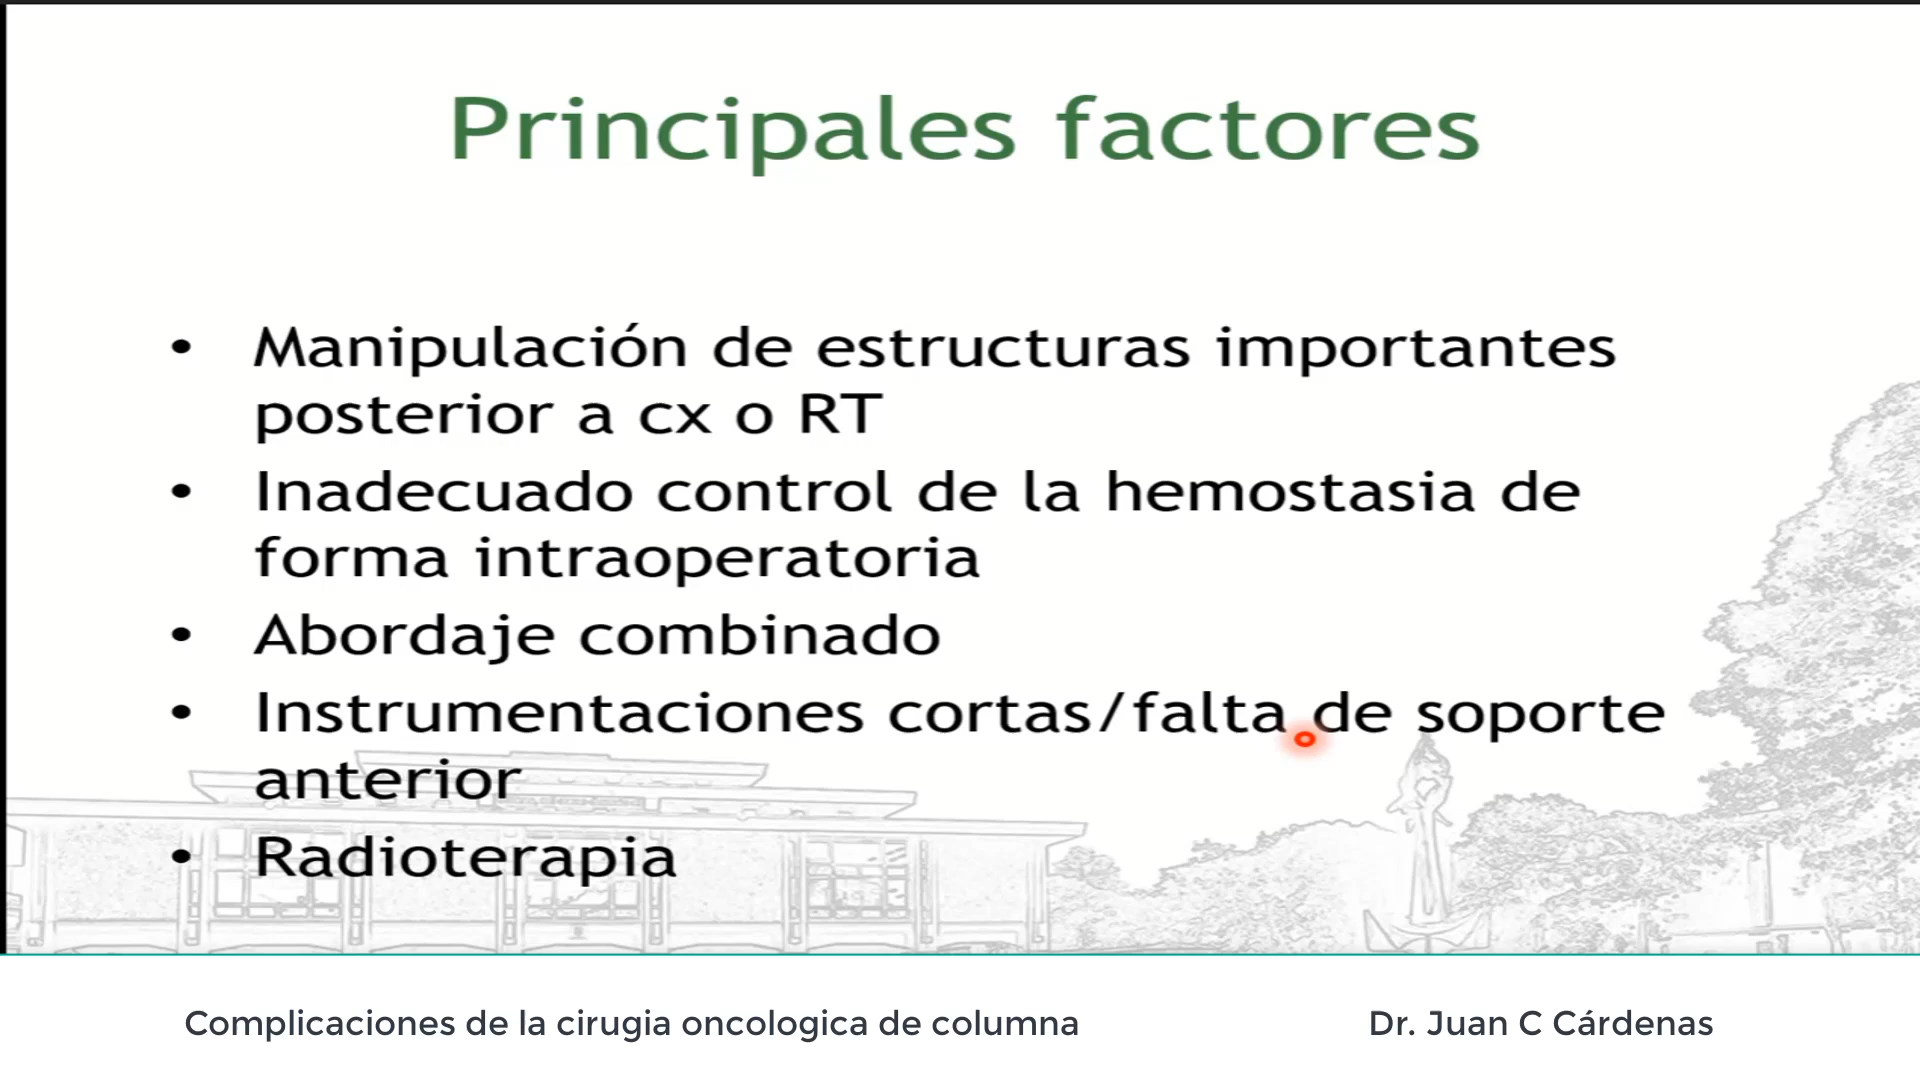 Principales factores
• Manipulación de estructuras importantes
posterior a cx o RT
• Inadecuado control de la hemostasia de
forma intraoperatoria
• Abordaje combinado
• Instrumentaciones cortas/falta de soporte
anterior
• Radioterapia
Complicaciones de la cirugia oncologica de columna
Dr. Juan C Cárdenas